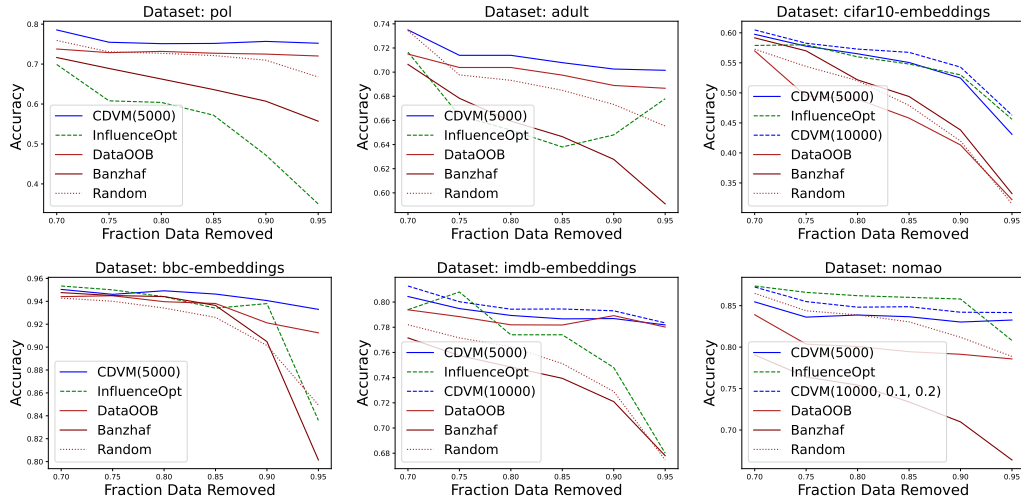 Dataset: pol
Accuracy
0.8
0.7
0.6
0.5
0.4
CDVM(5000)
InfluenceOpt
DataOOB
Banzhaf
Random
0.70 0.75 0.80 0.85 0.90 0.95
Fraction Data Removed
Dataset: adult
Accuracy
0.74
0.72
0.70
0.68
0.66
0.64
0.62
0.60
CDVM(5000)
InfluenceOpt
DataOOB
Banzhaf
Random
0.70 0.75 0.80 0.85 0.90 0.95
Fraction Data Removed
Dataset: cifar10-embeddings
Accuracy
0.60
0.55
0.50
0.45
0.40
0.35
CDVM(5000)
InfluenceOpt
CDVM(10000)
DataOOB
Banzhaf
Random
0.70 0.75 0.80 0.85 0.90 0.95
Fraction Data Removed
Dataset: bbc-embeddings
Accuracy
0.96
0.94
0.92
0.90
0.88
0.86
0.84
0.82
0.80
CDVM(5000)
InfluenceOpt
DataOOB
Banzhaf
Random
0.70 0.75 0.80 0.85 0.90 0.95
Fraction Data Removed
Dataset: imdb-embeddings
Accuracy
0.80
0.78
0.76
0.74
0.72
0.70
0.68
CDVM(5000)
InfluenceOpt
CDVM(10000)
DataOOB
Banzhaf
Random
0.70 0.75 0.80 0.85 0.90 0.95
Fraction Data Removed
Dataset: nomao
Accuracy
0.85
0.80
0.75
0.70
CDVM(5000)
InfluenceOpt
CDVM(10000, 0.1, 0.2)
DataOOB
Banzhaf
Random
0.70 0.75 0.80 0.85 0.90 0.95
Fraction Data Removed